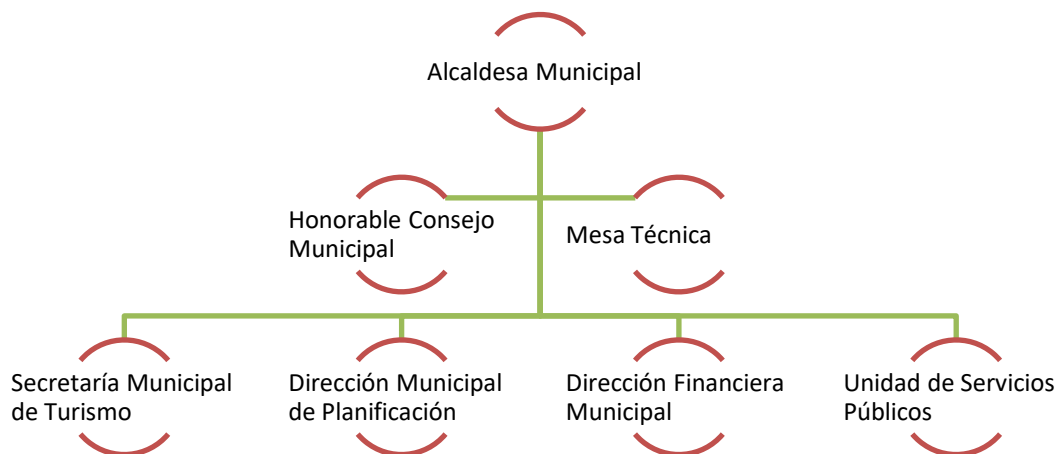 Alcaldesa Municipal
Honorable Consejo
Municipal
Mesa Técnica
Secretaría Municipal
de Turismo
Dirección Municipal
de Planificación
Dirección Financiera
Municipal
Unidad de Servicios
Públicos